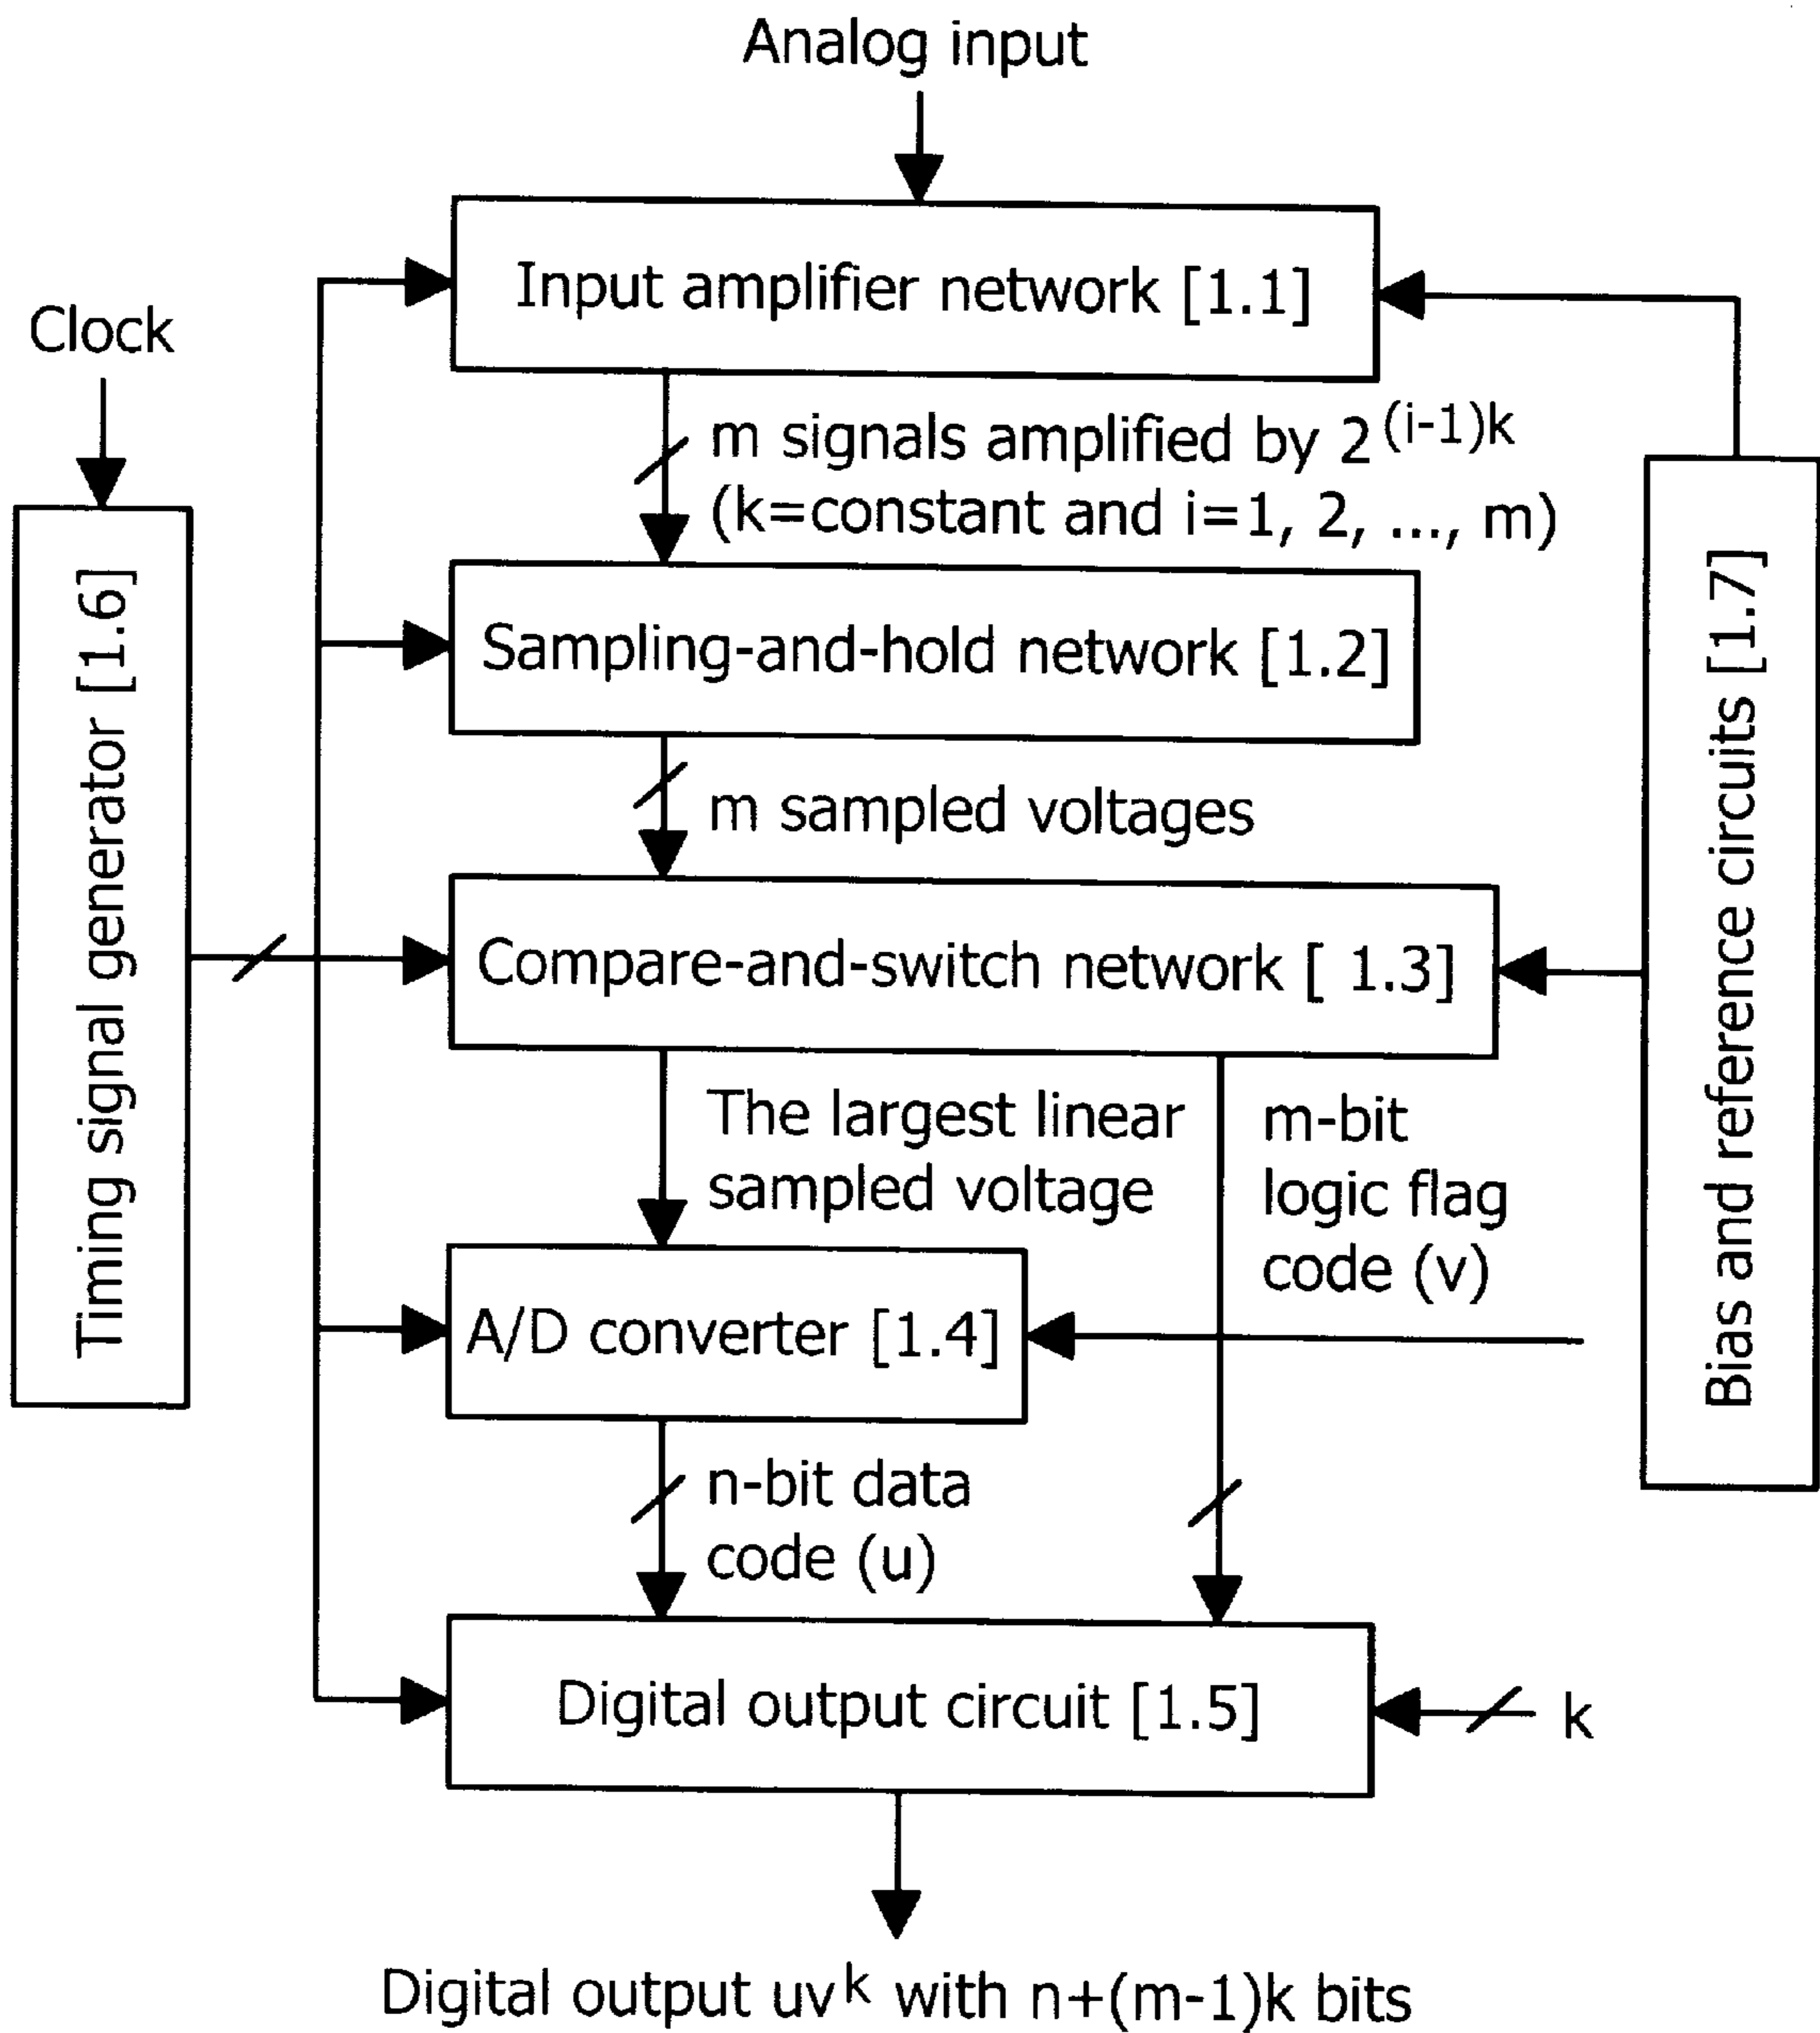 Analog input
Input amplifier network [1.1]
Clock
m signals amplified by 2^(i-1)k
(k=constant and i=1, 2, ..., m)
Timing signal generator [1.6]
Bias and reference circuits [1.7]
Sampling-and-hold network [1.2]
m sampled voltages
Compare-and-switch network [ 1.3]
The largest linear
sampled voltage
m-bit
logic flag
code (v)
A/D converter [1.4]
n-bit data
code (u)
Digital output circuit [1.5]
k
Digital output uv^k with n+(m-1)k bits